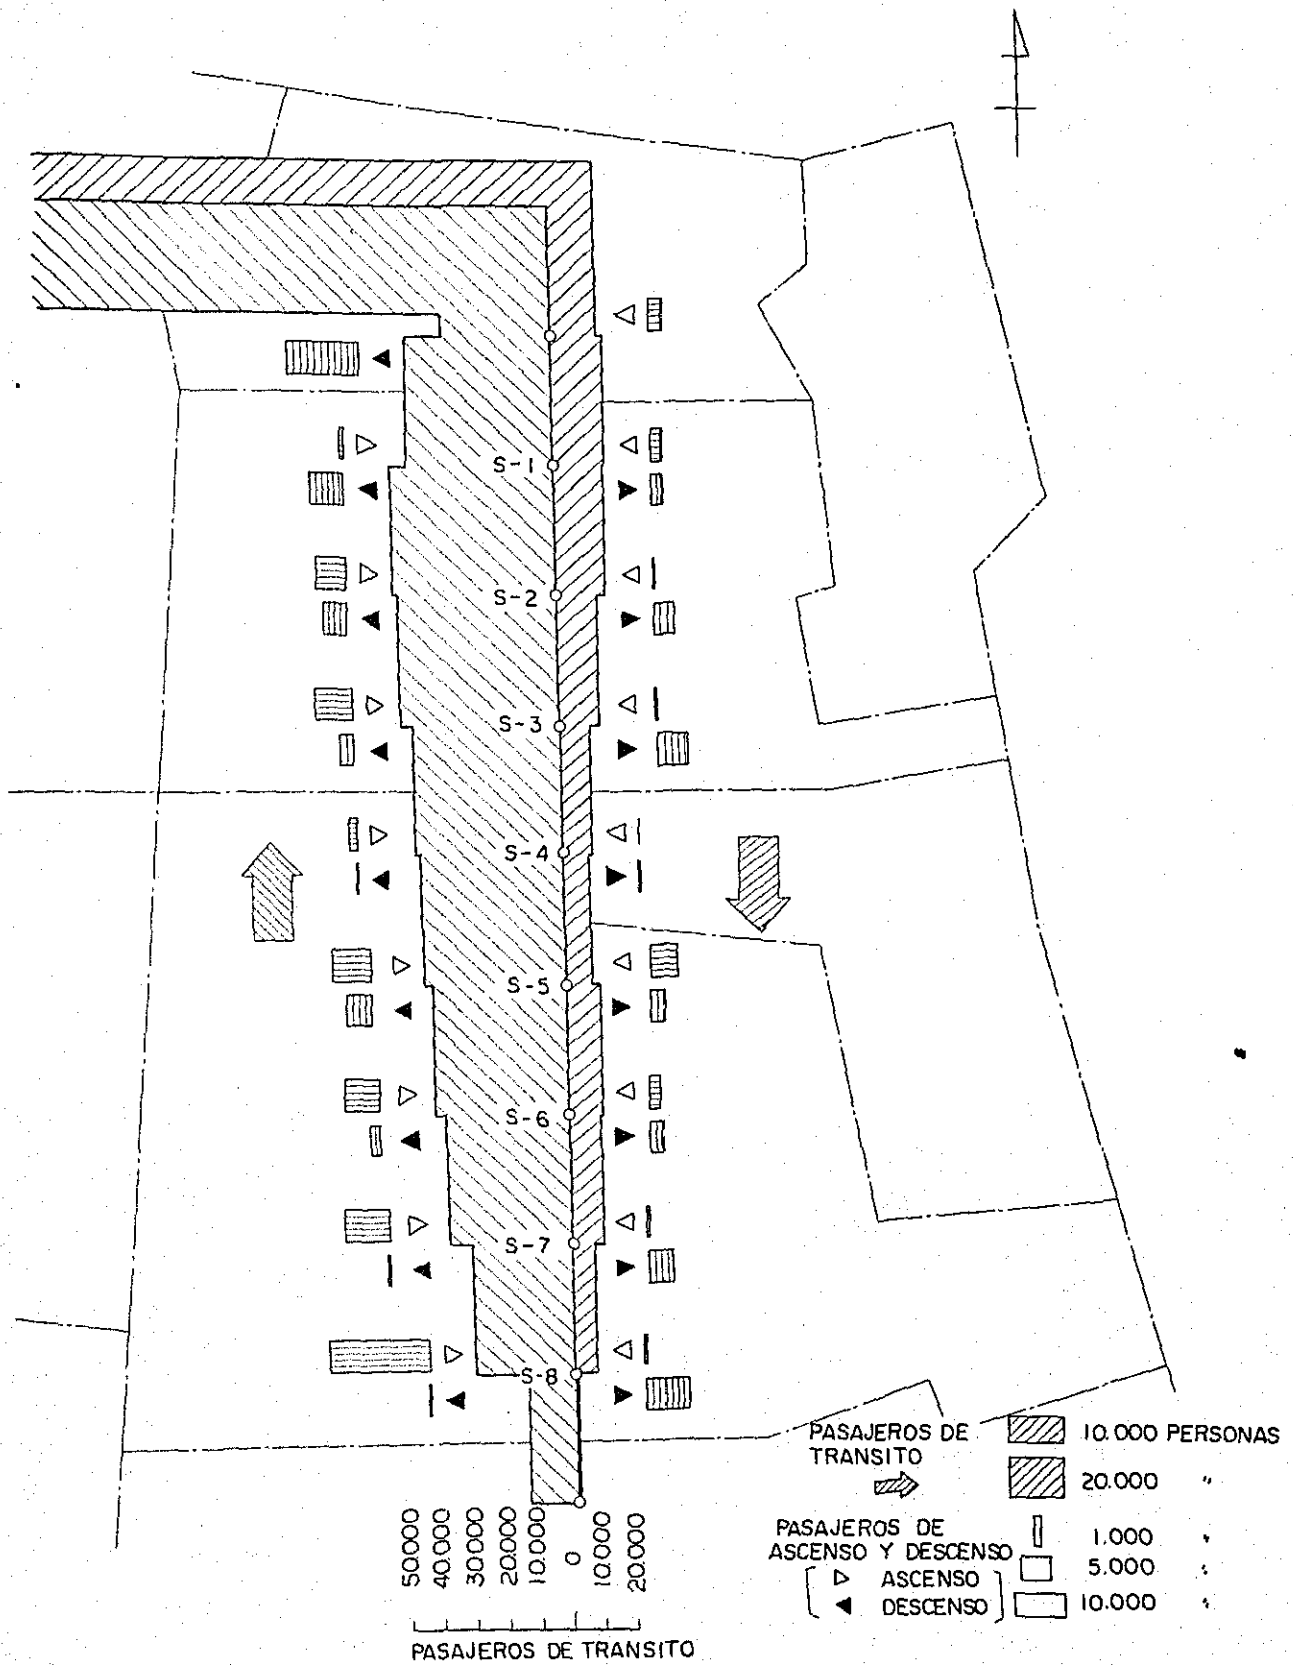 S-1
S-2
S-3
S-4
S-5
S-6
S-7
S-8
50.000
40.000
30.000
20.000
10.000
0
10.000
20.000
PASAJEROS DE TRANSITO
PASAJEROS DE
TRANSITO
10.000 PERSONAS
20.000 "
PASAJEROS DE
ASCENSO Y DESCENSO
ASCENSO
DESCENSO
1.000 "
5.000 "
10.000 "